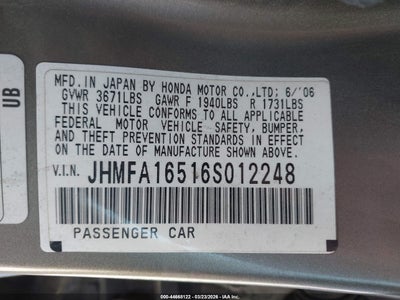 MFD. IN JAPAN BY HONDA MOTOR CO.,LTD; 6/'06
GVWR 3671LBS GAWR F 1940LBS R 1731LBS
THIS VEHICLE CONFORMS TO ALL APPLICABLE
FEDERAL MOTOR VEHICLE SAFETY, BUMPER,
AND THEFT PREVENTION STANDARDS IN EFFECT
ON THE DATE OF MANUFACTURE SHOWN ABOVE.
V.I.N. JHMFA16516S012248
PASSENGER CAR
UB
000-44668122 - 03/23/2026 - IAAHQ